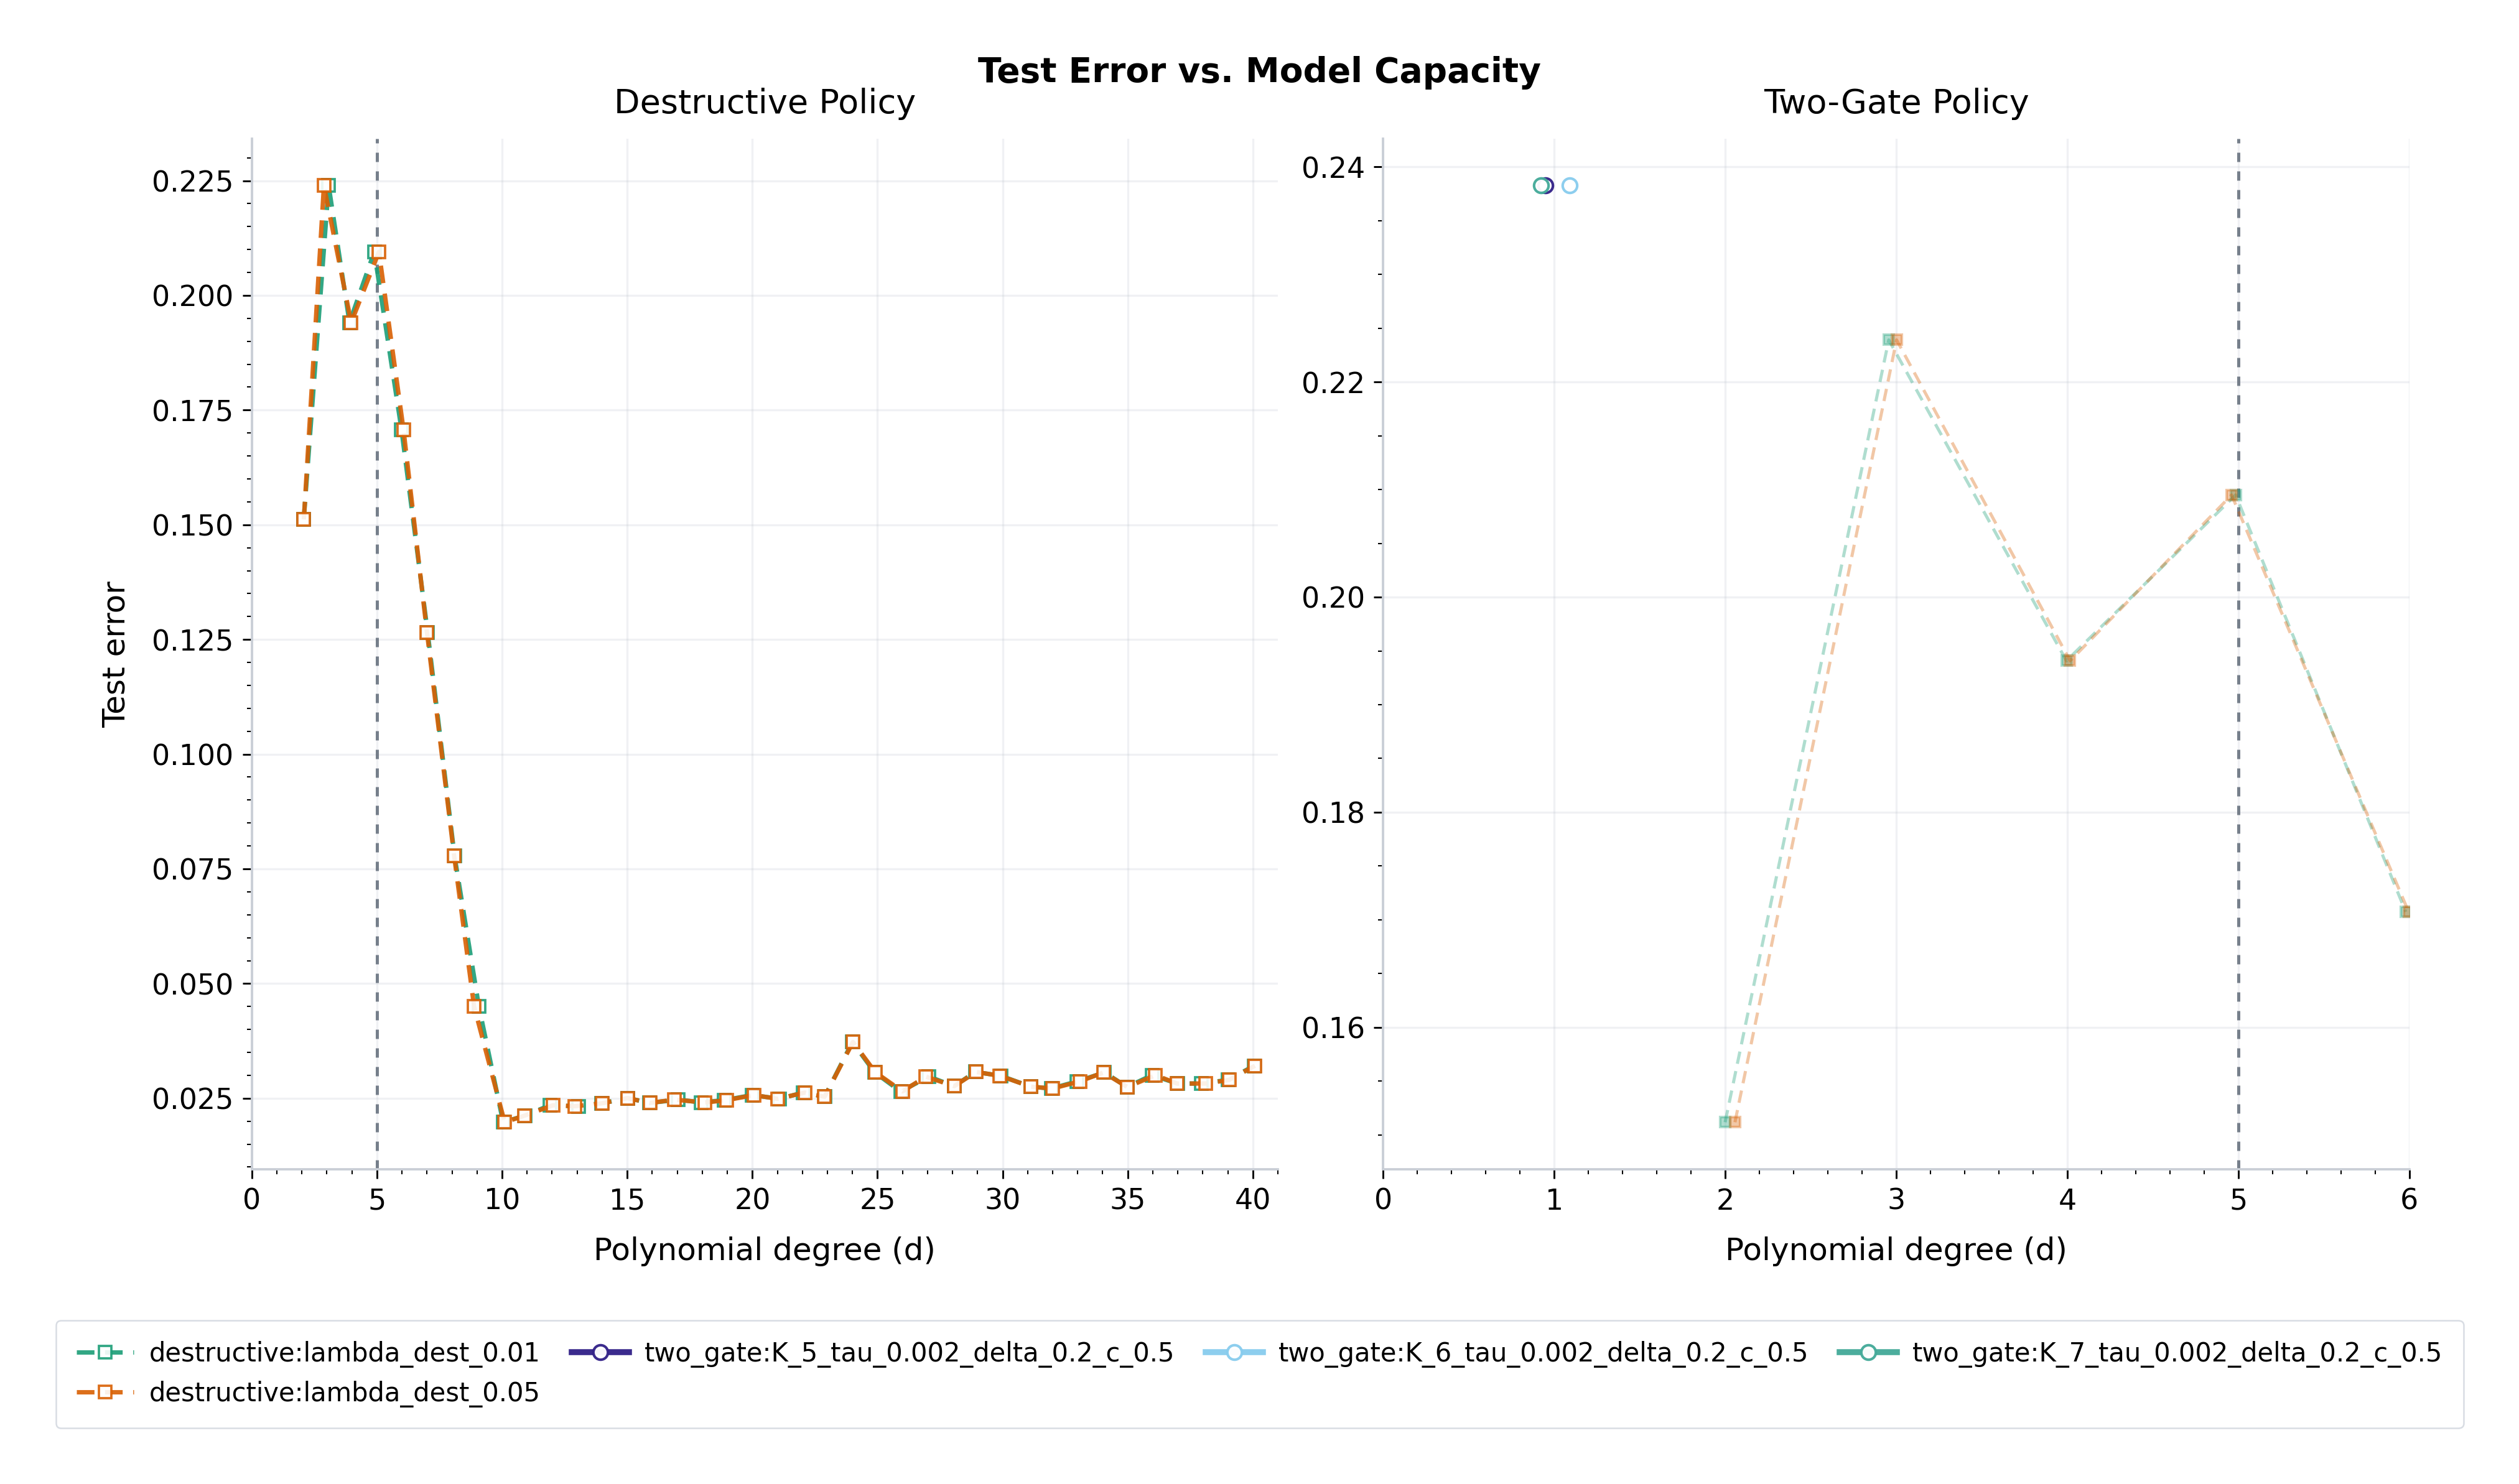 Test Error vs. Model Capacity
Destructive Policy
Test error
0.225
0.200
0.175
0.150
0.125
0.100
0.075
0.050
0.025
0 5 10 15 20 25 30 35 40
Polynomial degree (d)
Two-Gate Policy
0.24
0.22
0.20
0.18
0.16
0 1 2 3 4 5 6
Polynomial degree (d)
destructive:lambda_dest_0.01
destructive:lambda_dest_0.05
two_gate:K_5_tau_0.002_delta_0.2_c_0.5
two_gate:K_6_tau_0.002_delta_0.2_c_0.5
two_gate:K_7_tau_0.002_delta_0.2_c_0.5